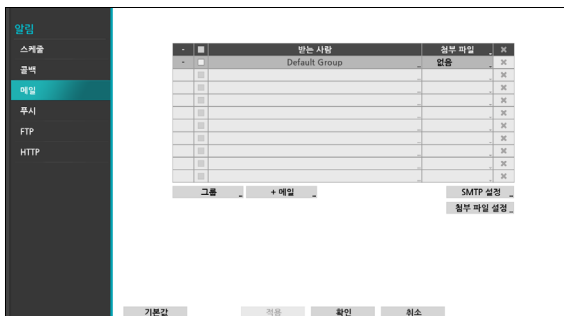 알림
스케줄
콜백
메일
푸시
FTP
HTTP
- 받는 사람 첨부 파일
- Default Group 없음
그룹 + 메일 SMTP 설정
첨부 파일 설정
기본값 적용 확인 취소